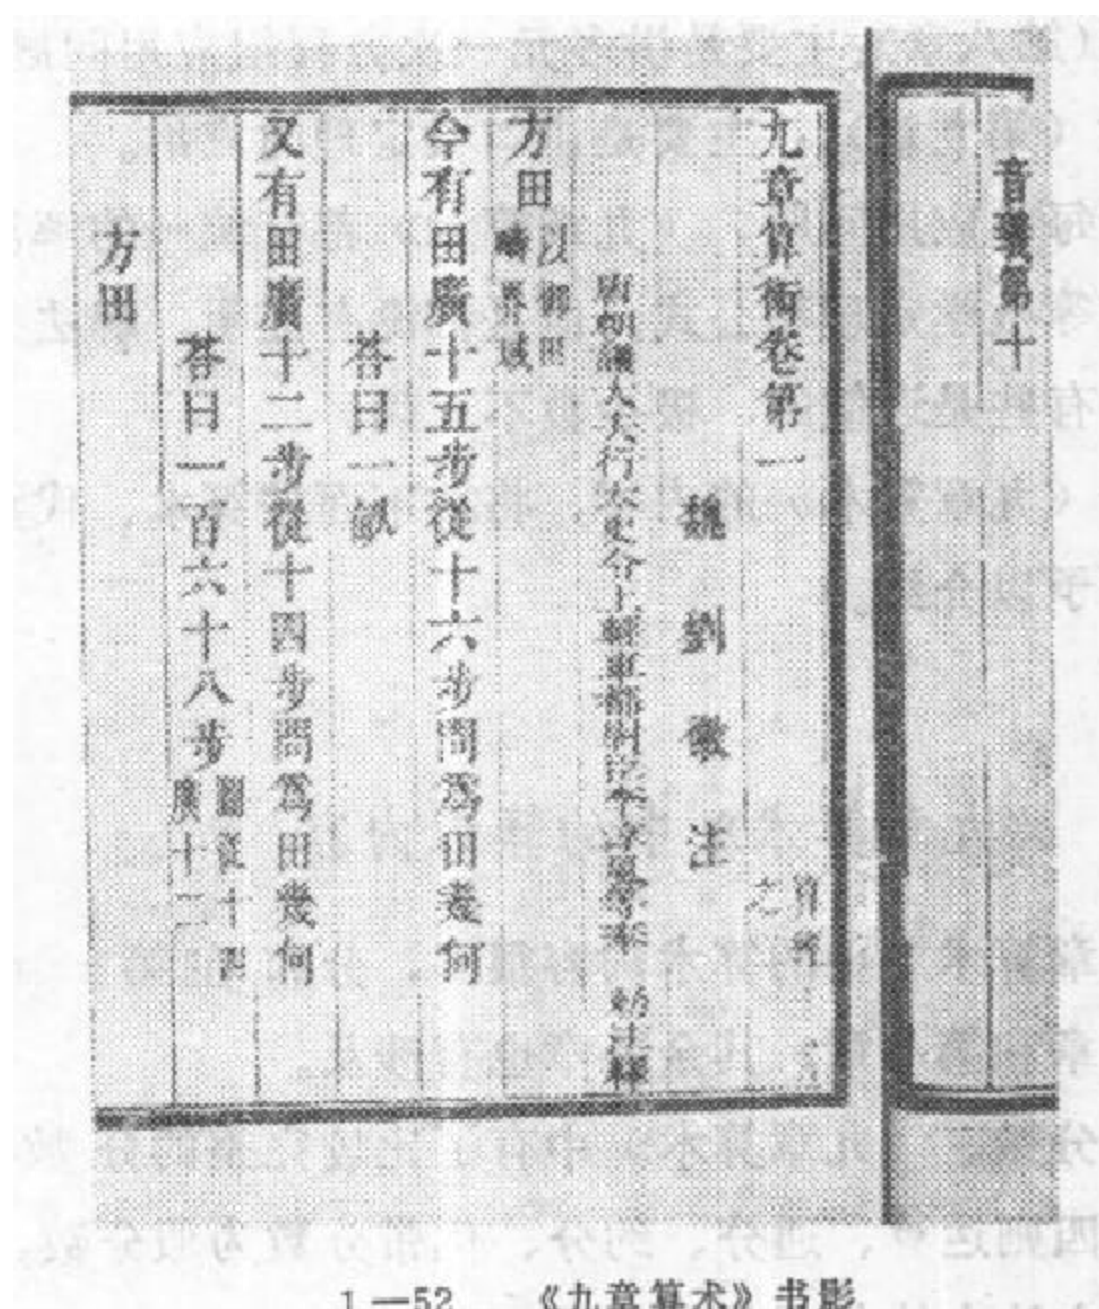 音義第十
九章算術卷第一
算經
之
魏劉徽注
唐朝議大夫行太史令上輕車都尉臣李淳風等奉 勑注釋
方田以御田
疇界域
今有田廣十五步從十六步問為田幾何
荅曰一畝
又有田廣十二步從十四步問為田幾何
荅曰一百六十八步圖從十四
廣十二
方田
1—52 《九章算术》书影